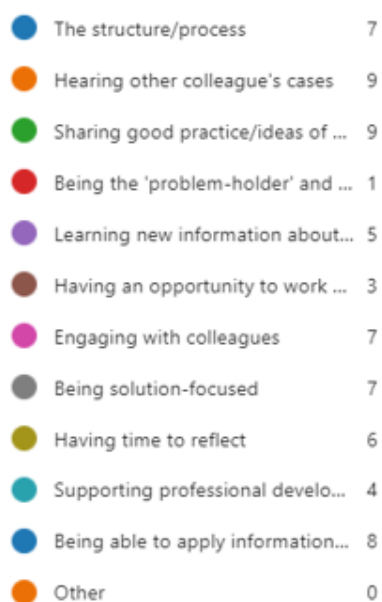 The structure/process 7
Hearing other colleague's cases 9
Sharing good practice/ideas of ... 9
Being the 'problem-holder' and ... 1
Learning new information about... 5
Having an opportunity to work ... 3
Engaging with colleagues 7
Being solution-focused 7
Having time to reflect 6
Supporting professional develo... 4
Being able to apply information... 8
Other 0